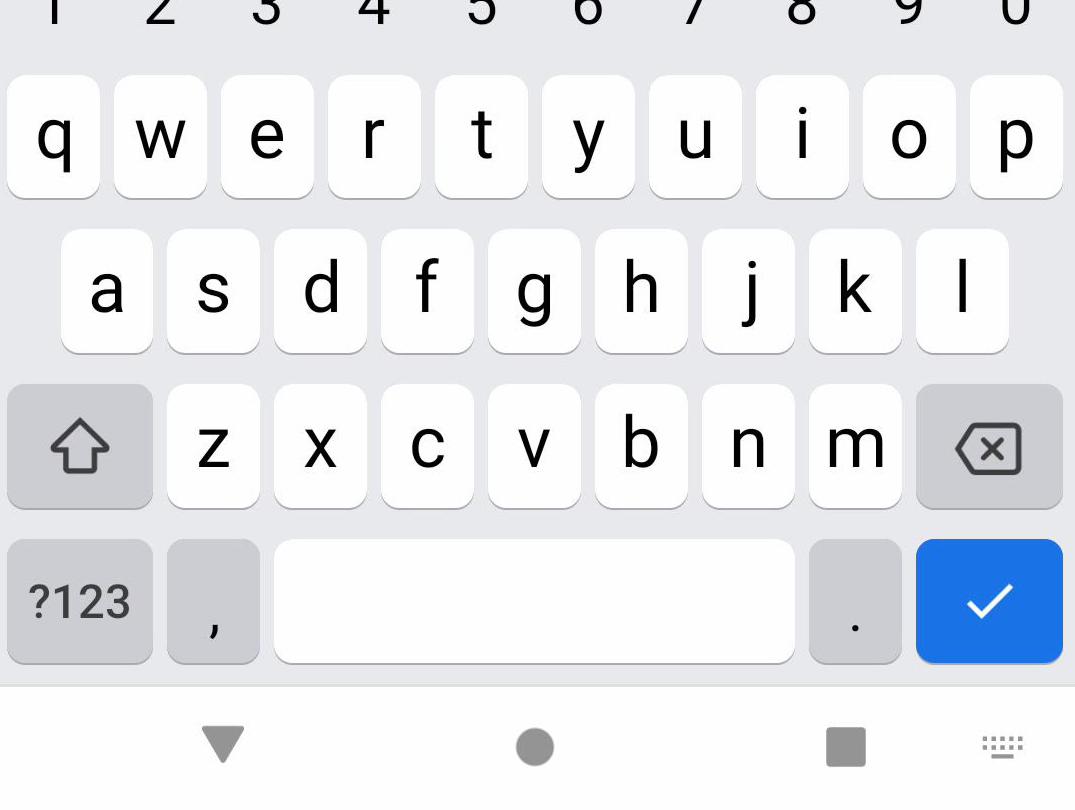 1 2 3 4 5 6 7 8 9 0
q w e r t y u i o p
a s d f g h j k l
z x c v b n m
?123 , .